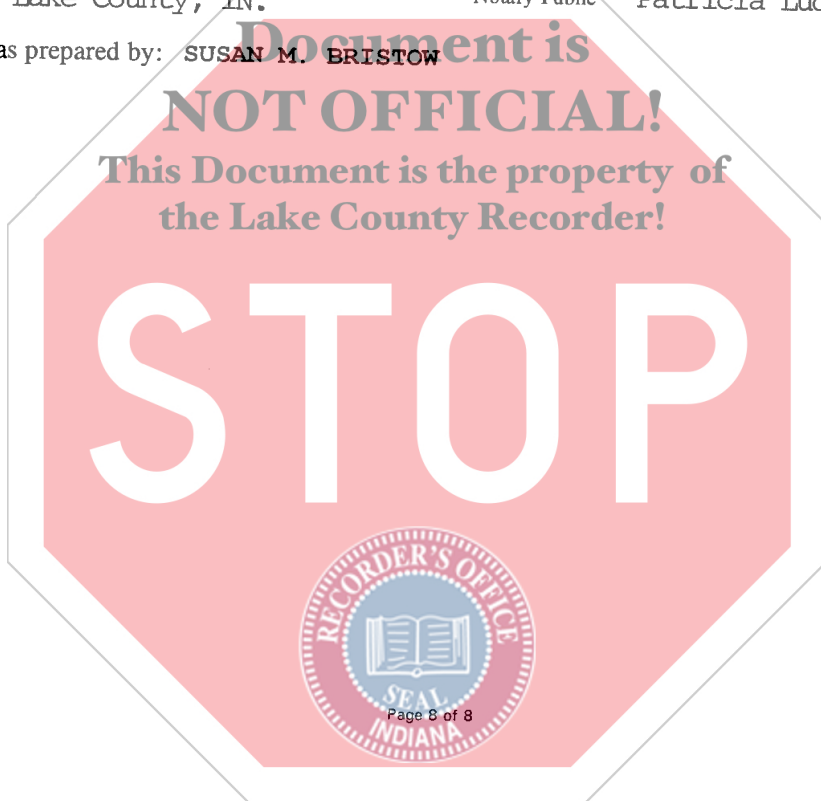 Lake County, IN. Notary Public Patricia
as prepared by: SUSAN M. BRISTOW
Document is
NOT OFFICIAL!
This Document is the property of
the Lake County Recorder!
STOP
RECORDER'S OFFICE
SEAL
Page 8 of 8
INDIANA